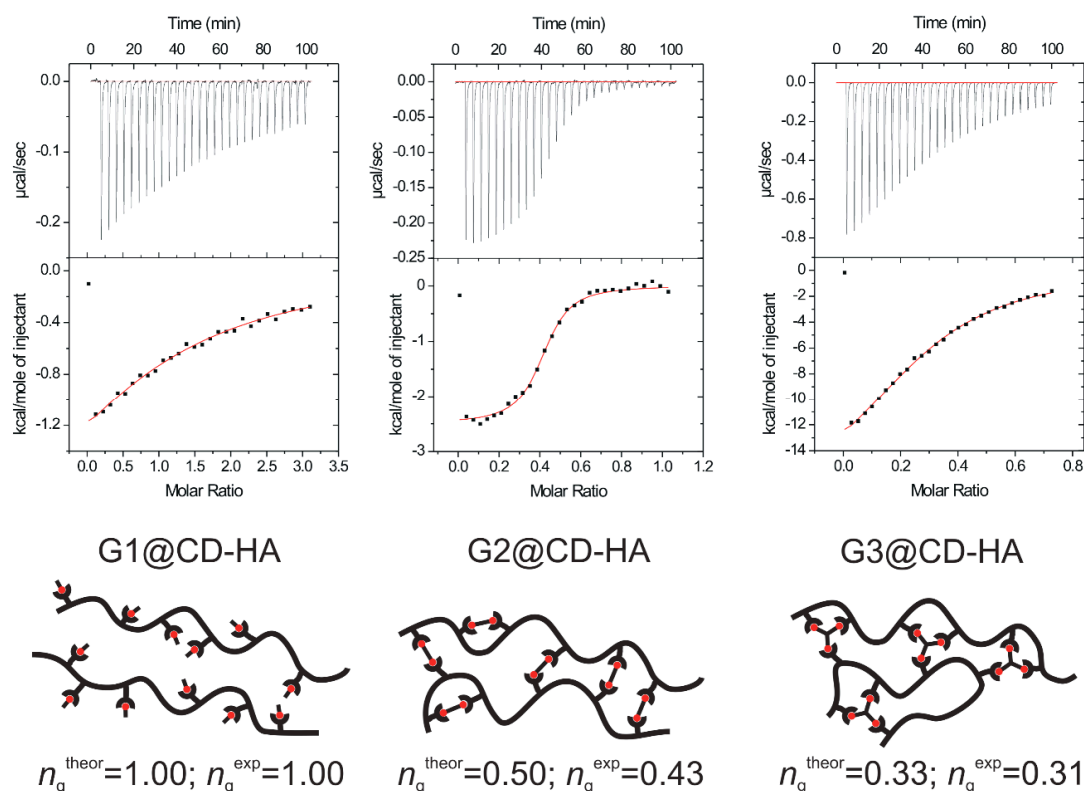 Time (min)
0 20 40 60 80 100
0.0
-0.1
-0.2
µcal/sec
0.0
-0.4
-0.8
-1.2
kcal/mole of injectant
0.0 0.5 1.0 1.5 2.0 2.5 3.0 3.5
Molar Ratio
Time (min)
0 20 40 60 80 100
0.00
-0.05
-0.10
-0.15
-0.20
-0.25
µcal/sec
0
-1
-2
-3
kcal/mole of injectant
0.0 0.2 0.4 0.6 0.8 1.0 1.2
Molar Ratio
Time (min)
0 20 40 60 80 100
0.0
-0.2
-0.4
-0.6
-0.8
µcal/sec
0
-2
-4
-6
-8
-10
-12
-14
kcal/mole of injectant
0.0 0.2 0.4 0.6 0.8
Molar Ratio
G1@CD-HA
G2@CD-HA
G3@CD-HA
n_g^theor=1.00; n_g^exp=1.00
n_g^theor=0.50; n_g^exp=0.43
n_g^theor=0.33; n_g^exp=0.31